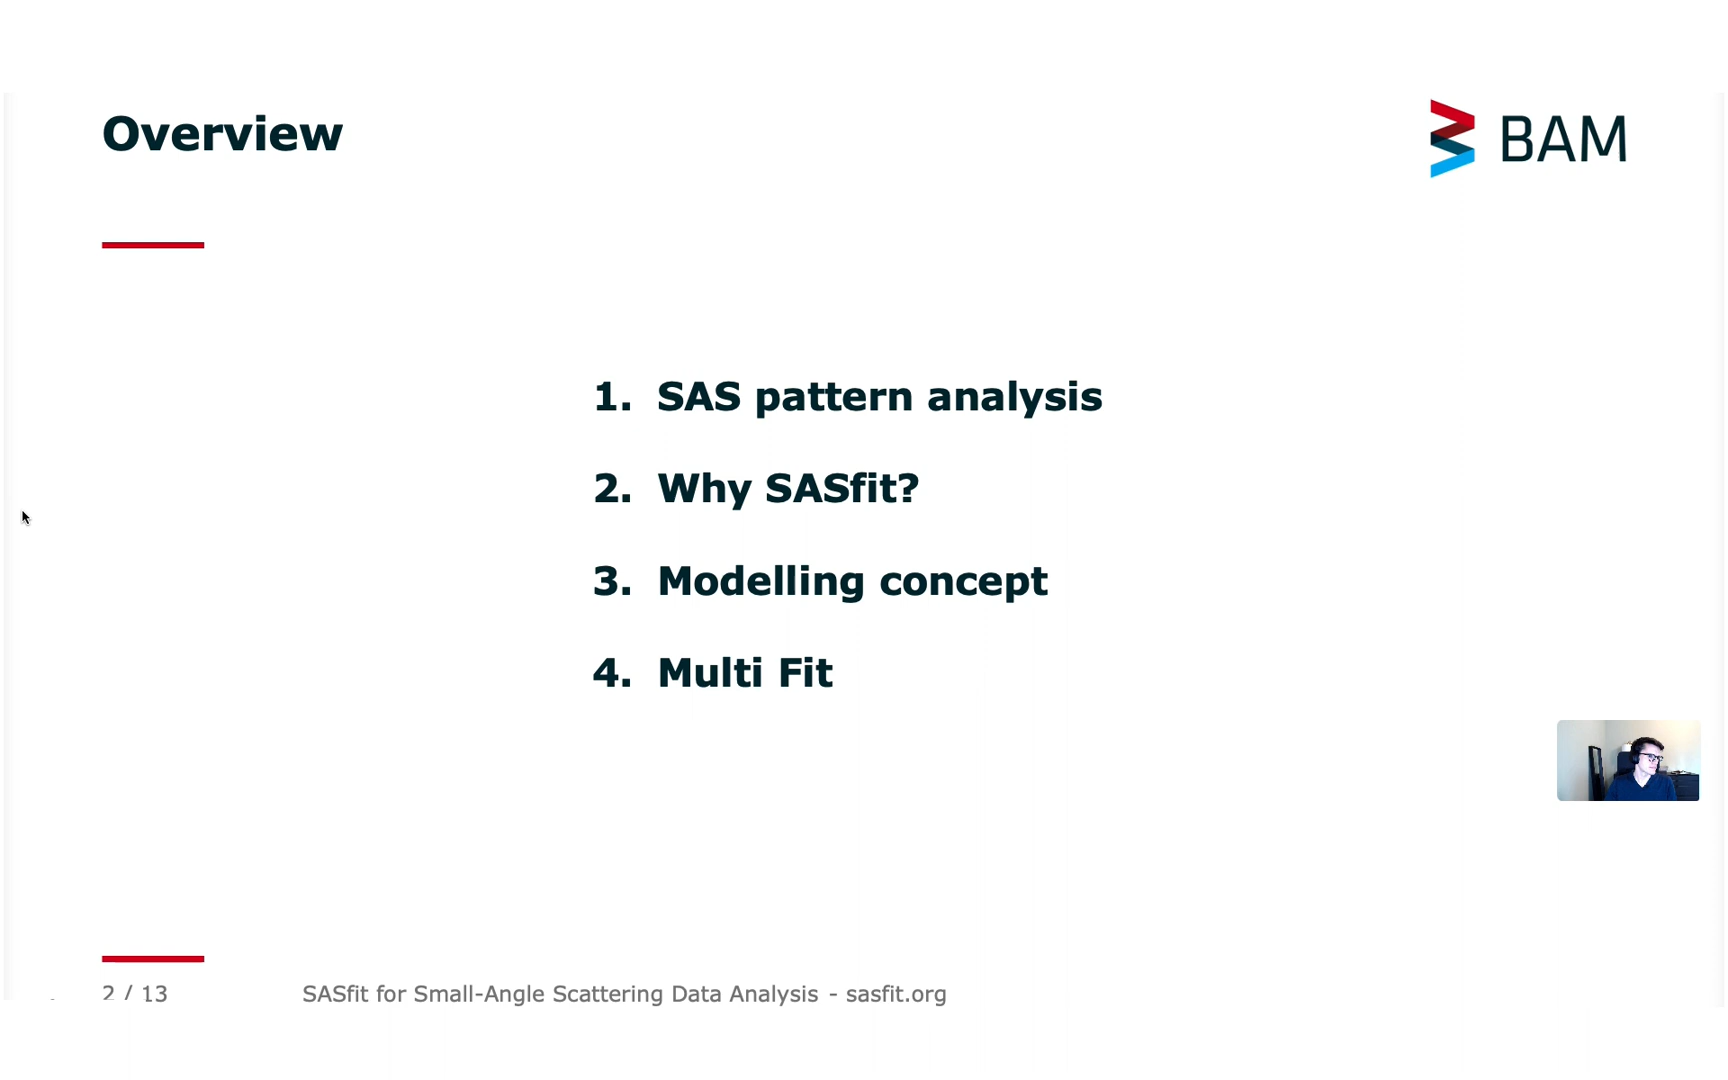 Overview
BAM
1. SAS pattern analysis
2. Why SASfit?
3. Modelling concept
4. Multi Fit
2 / 13
SASfit for Small-Angle Scattering Data Analysis - sasfit.org